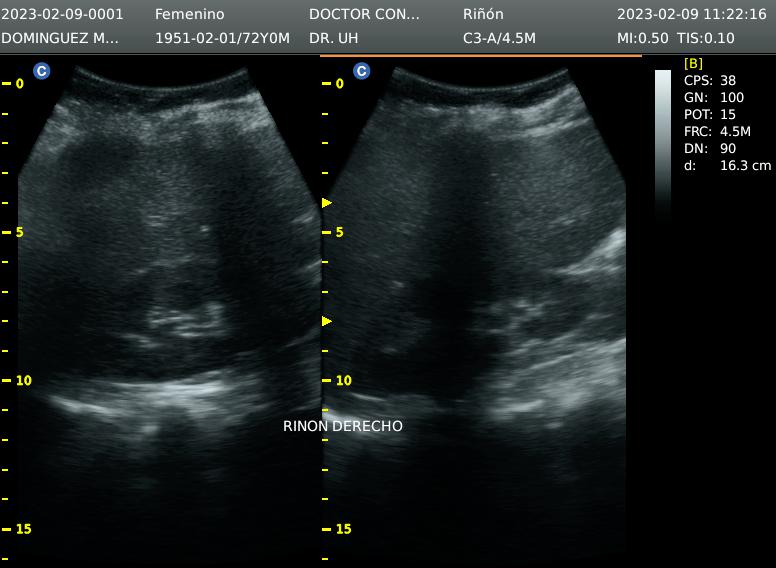 2023-02-09-0001 Femenino DOCTOR CON... Riñón 2023-02-09 11:22:16
DOMINGUEZ M... 1951-02-01/72Y0M DR. UH C3-A/4.5M MI:0.50 TIS:0.10
C C
[B]
CPS: 38
GN: 100
POT: 15
FRC: 4.5M
DN: 90
d: 16.3 cm
0 0
5 5
10 10
RINON DERECHO
15 15